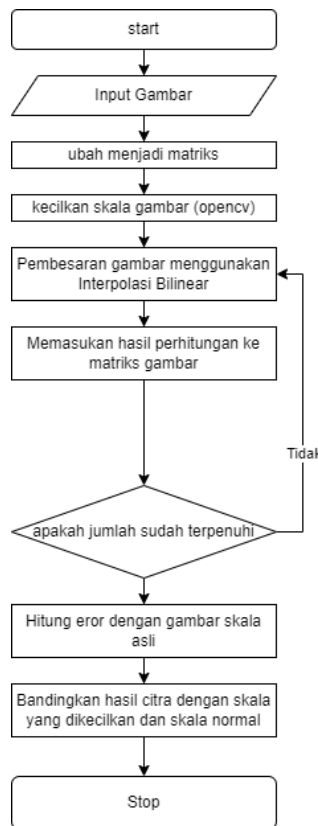 start
Input Gambar
ubah menjadi matriks
kecilkan skala gambar (opencv)
Pembesaran gambar menggunakan
Interpolasi Bilinear
Memasukan hasil perhitungan ke
matriks gambar
Tidak
apakah jumlah sudah terpenuhi
Hitung eror dengan gambar skala
asli
Bandingkan hasil citra dengan skala
yang dikecilkan dan skala normal
Stop